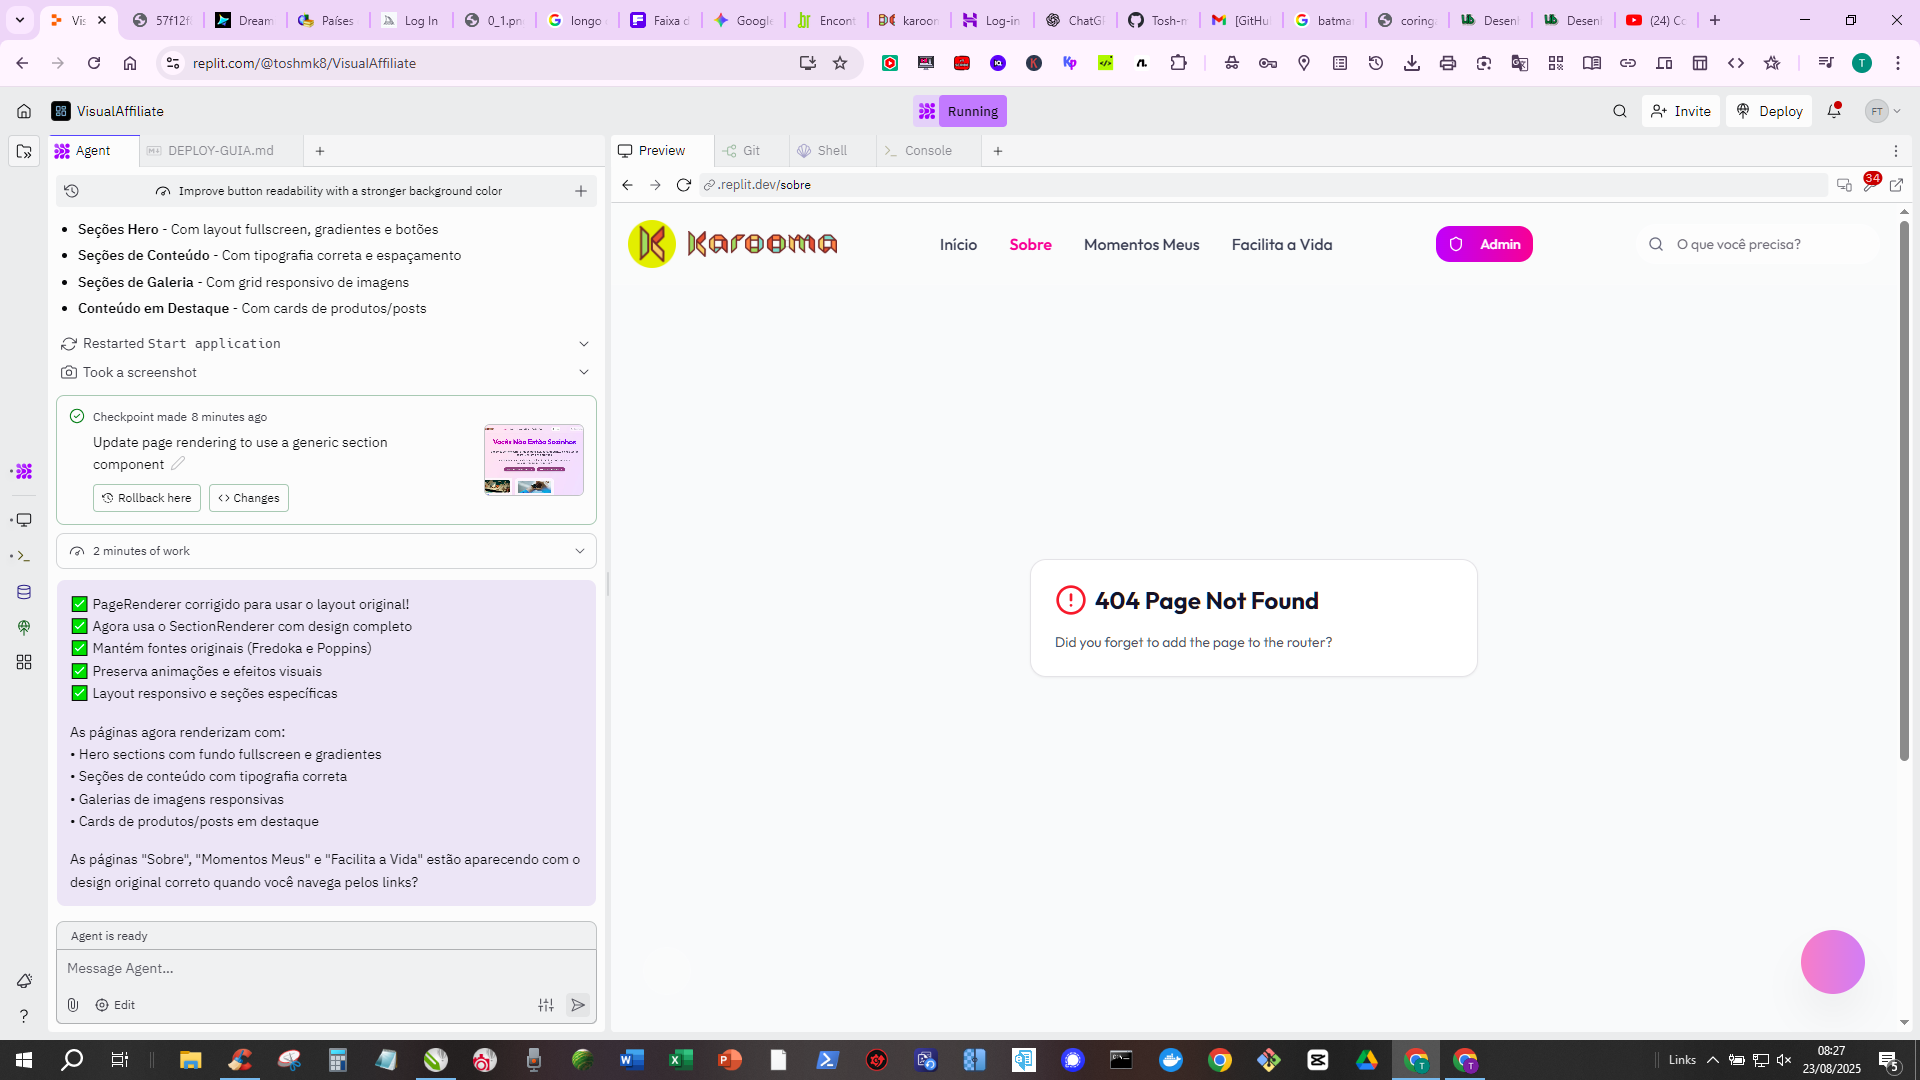 Vis
57f12f
Dream
Países
Log In
0_1.pn
longo
Faixa d
Google
Encont
karoon
Log-in
ChatG
Tosh-m
[GitHu
batma
coring
Desen
Desen
(24) Co
replit.com/@toshmk8/VisualAffiliate
VisualAffiliate
Running
Invite
Deploy
FT
Agent
DEPLOY-GUIA.md
Preview
Git
Shell
Console
Improve button readability with a stronger background color
.replit.dev/sobre
34
• Seções Hero - Com layout fullscreen, gradientes e botões
• Seções de Conteúdo - Com tipografia correta e espaçamento
• Seções de Galeria - Com grid responsivo de imagens
• Conteúdo em Destaque - Com cards de produtos/posts
Restarted Start application
Took a screenshot
Checkpoint made 8 minutes ago
Update page rendering to use a generic section
component
Rollback here
Changes
Vocês Não Estão Sozinhos
2 minutes of work
✅ PageRenderer corrigido para usar o layout original!
✅ Agora usa o SectionRenderer com design completo
✅ Mantém fontes originais (Fredoka e Poppins)
✅ Preserva animações e efeitos visuais
✅ Layout responsivo e seções específicas
As páginas agora renderizam com:
• Hero sections com fundo fullscreen e gradientes
• Seções de conteúdo com tipografia correta
• Galerias de imagens responsivas
• Cards de produtos/posts em destaque
As páginas "Sobre", "Momentos Meus" e "Facilita a Vida" estão aparecendo com o
design original correto quando você navega pelos links?
Agent is ready
Message Agent...
Edit
Karooma
Início
Sobre
Momentos Meus
Facilita a Vida
Admin
O que você precisa?
404 Page Not Found
Did you forget to add the page to the router?
Links
08:27
23/08/2025
5